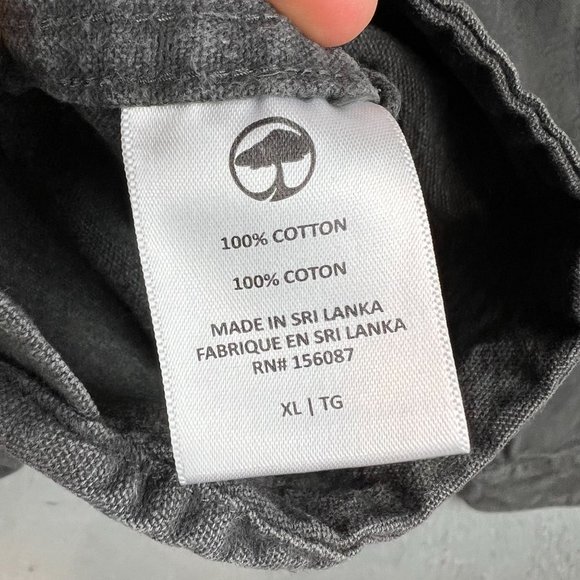 100% COTTON
100% COTON
MADE IN SRI LANKA
FABRIQUE EN SRI LANKA
RN# 156087
XL | TG